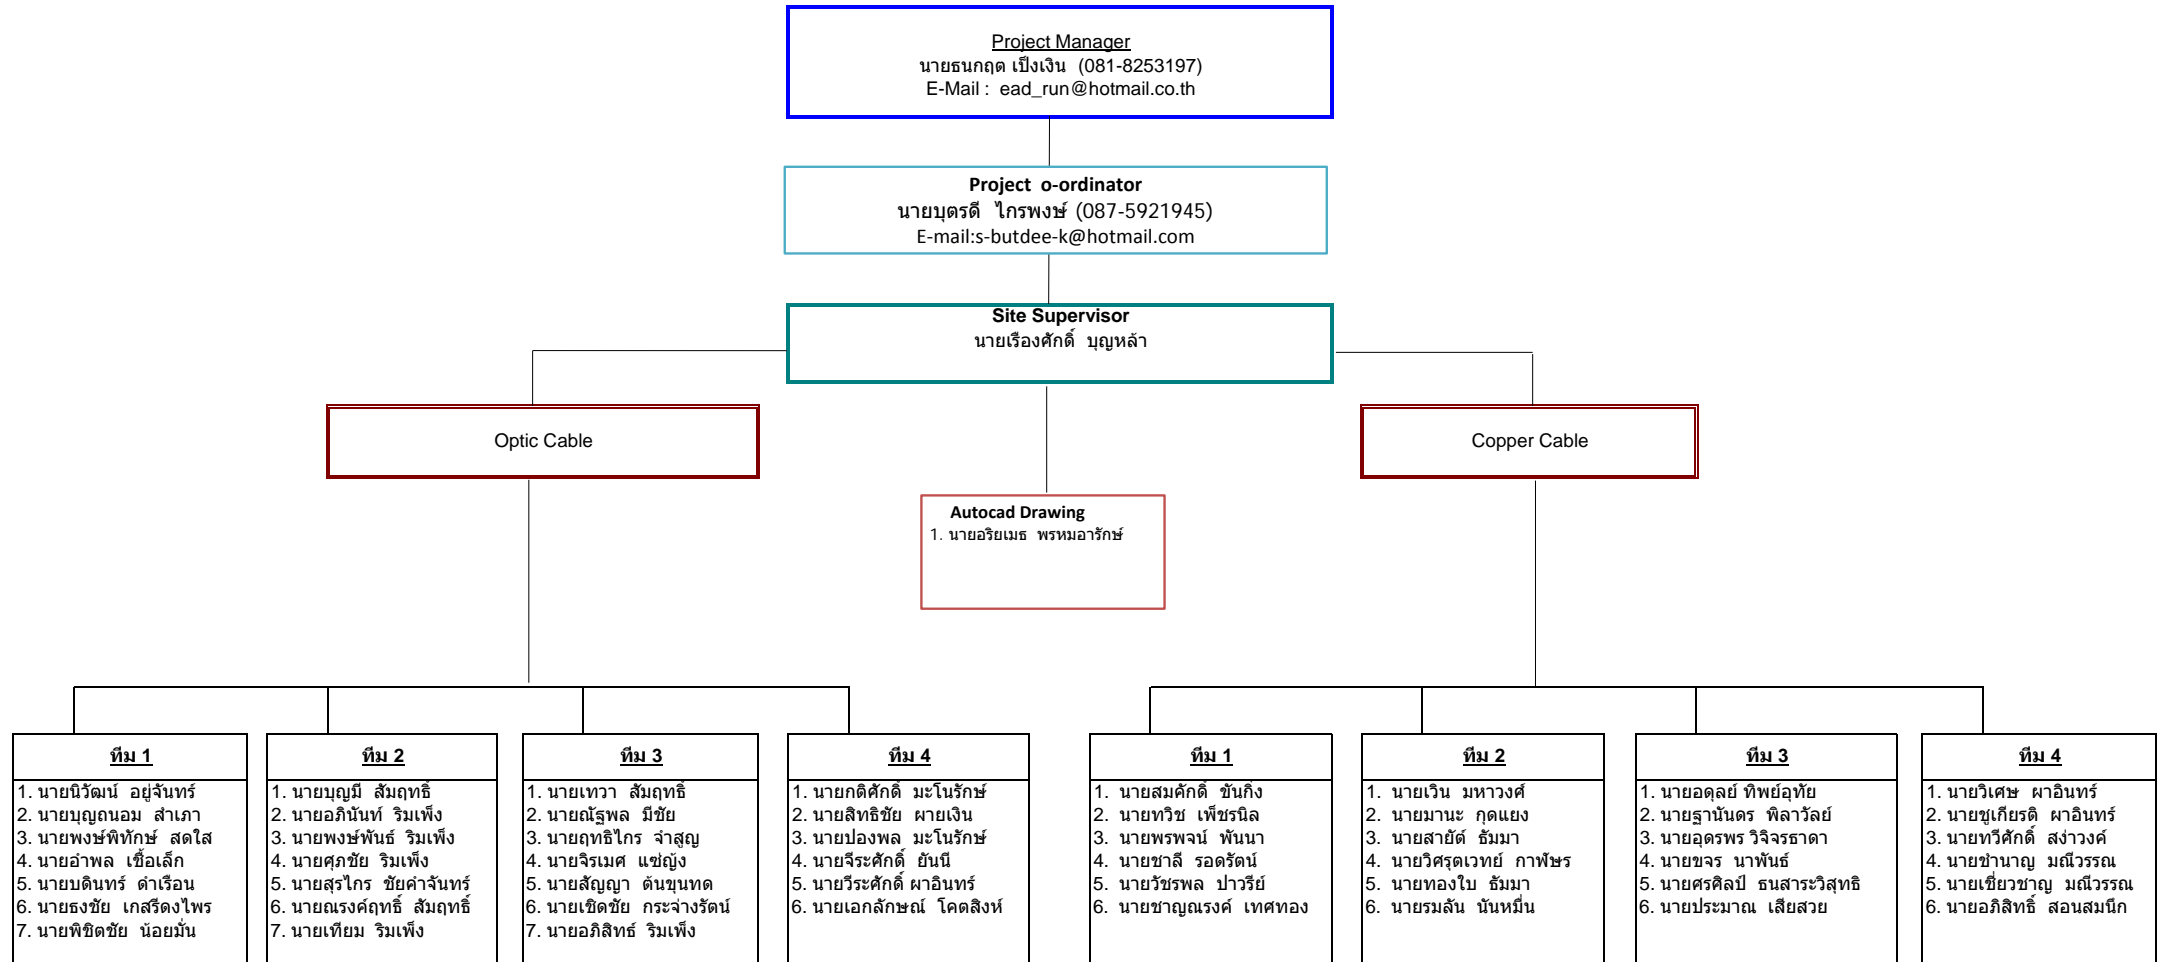 Project Manager
นายธนกฤต เป็งเงิน (081-8253197)
E-Mail : ead_run@hotmail.co.th
Project o-ordinator
นายบุตรดี ไกรพงษ์ (087-5921945)
E-mail:s-butdee-k@hotmail.com
Site Supervisor
นายเรืองศักดิ์ บุญหล้า
Optic Cable
Copper Cable
Autocad Drawing
1. นายอริยเมธ พรหมอารักษ์
ทีม 1
1. นายนิวัฒน์ อยู่จันทร์
2. นายบุญถนอม สำเภา
3. นายพงษ์พิทักษ์ สดใส
4. นายอำพล เชื้อเล็ก
5. นายบดินทร์ ดำเรือน
6. นายธงชัย เกสรีดงไพร
7. นายพิชิตชัย น้อยมั่น
ทีม 2
1. นายบุญมี สัมฤทธิ์
2. นายอภินันท์ ริมเพ็ง
3. นายพงษ์พันธ์ ริมเพ็ง
4. นายศุภชัย ริมเพ็ง
5. นายสุรไกร ชัยคำจันทร์
6. นายณรงค์ฤทธิ์ สัมฤทธิ์
7. นายเทียม ริมเพ็ง
ทีม 3
1. นายเทวา สัมฤทธิ์
2. นายณัฐพล มีชัย
3. นายฤทธิไกร จำสูญ
4. นายจิรเมศ แซ่ญ้ง
5. นายสัญญา ต้นขุนทด
6. นายเชิดชัย กระจ่างรัตน์
7. นายอภิสิทธ์ ริมเพ็ง
ทีม 4
1. นายกติศักดิ์ มะโนรักษ์
2. นายสิทธิชัย ผายเงิน
3. นายปองพล มะโนรักษ์
4. นายจีระศักดิ์ ยันนี
5. นายวีระศักดิ์ ผาอินทร์
6. นายเอกลักษณ์ โคตสิงห์
ทีม 1
1. นายสมคักดิ์ ขันกิ่ง
2. นายทวิช เพ็ชรนิล
3. นายพรพจน์ พันนา
4. นายชาลี รอดรัตน์
5. นายวัชรพล ปาวรีย์
6. นายชาญณรงค์ เทศทอง
ทีม 2
1. นายเวิน มหาวงศ์
2. นายมานะ กุดแยง
3. นายสายัต์ ธัมมา
4. นายวิศรุตเวทย์ กาฬษร
5. นายทองใบ ธัมมา
6. นายรมลัน นันหมื่น
ทีม 3
1. นายอดุลย์ ทิพย์อุทัย
2. นายฐานันดร พิลาวัลย์
3. นายอุดรพร วิจิจรธาดา
4. นายขจร นาพันธ์
5. นายศรศิลป์ ธนสาระวิสุทธิ
6. นายประมาณ เสียสวย
ทีม 4
1. นายวิเศษ ผาอินทร์
2. นายชูเกียรติ ผาอินทร์
3. นายทวีศักดิ์ สง่าวงค์
4. นายชำนาญ มณีวรรณ
5. นายเชี่ยวชาญ มณีวรรณ
6. นายอภิสิทธิ์ สอนสมนึก